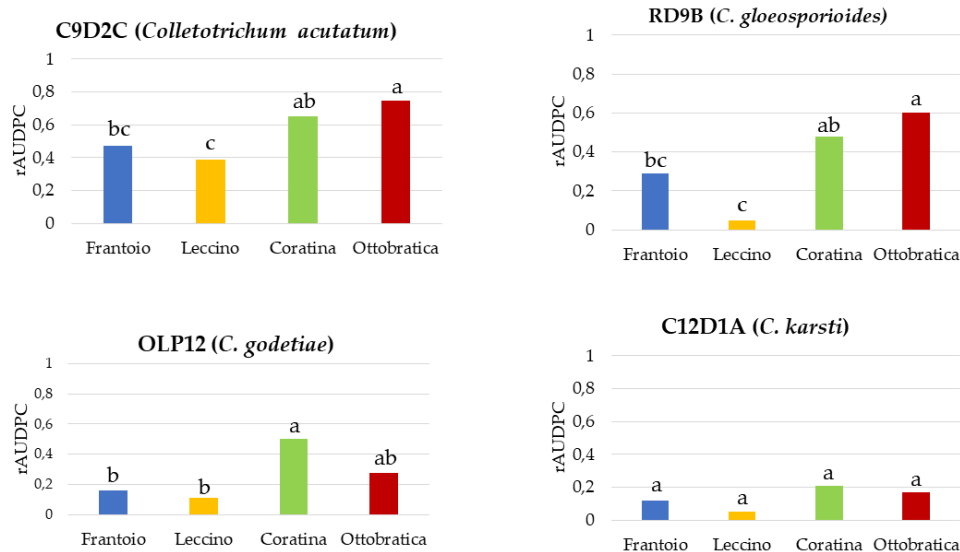 C9D2C (Colletotrichum acutatum)
rAUDPC
1
0,8
0,6
0,4
0,2
0
bc
c
ab
a
Frantoio Leccino Coratina Ottobratica
RD9B (C. gloeosporioides)
rAUDPC
1
0,8
0,6
0,4
0,2
0
bc
c
ab
a
Frantoio Leccino Coratina Ottobratica
OLP12 (C. godetiae)
rAUDPC
1
0,8
0,6
0,4
0,2
0
b
b
a
ab
Frantoio Leccino Coratina Ottobratica
C12D1A (C. karsti)
rAUDPC
1
0,8
0,6
0,4
0,2
0
a
a
a
a
Frantoio Leccino Coratina Ottobratica